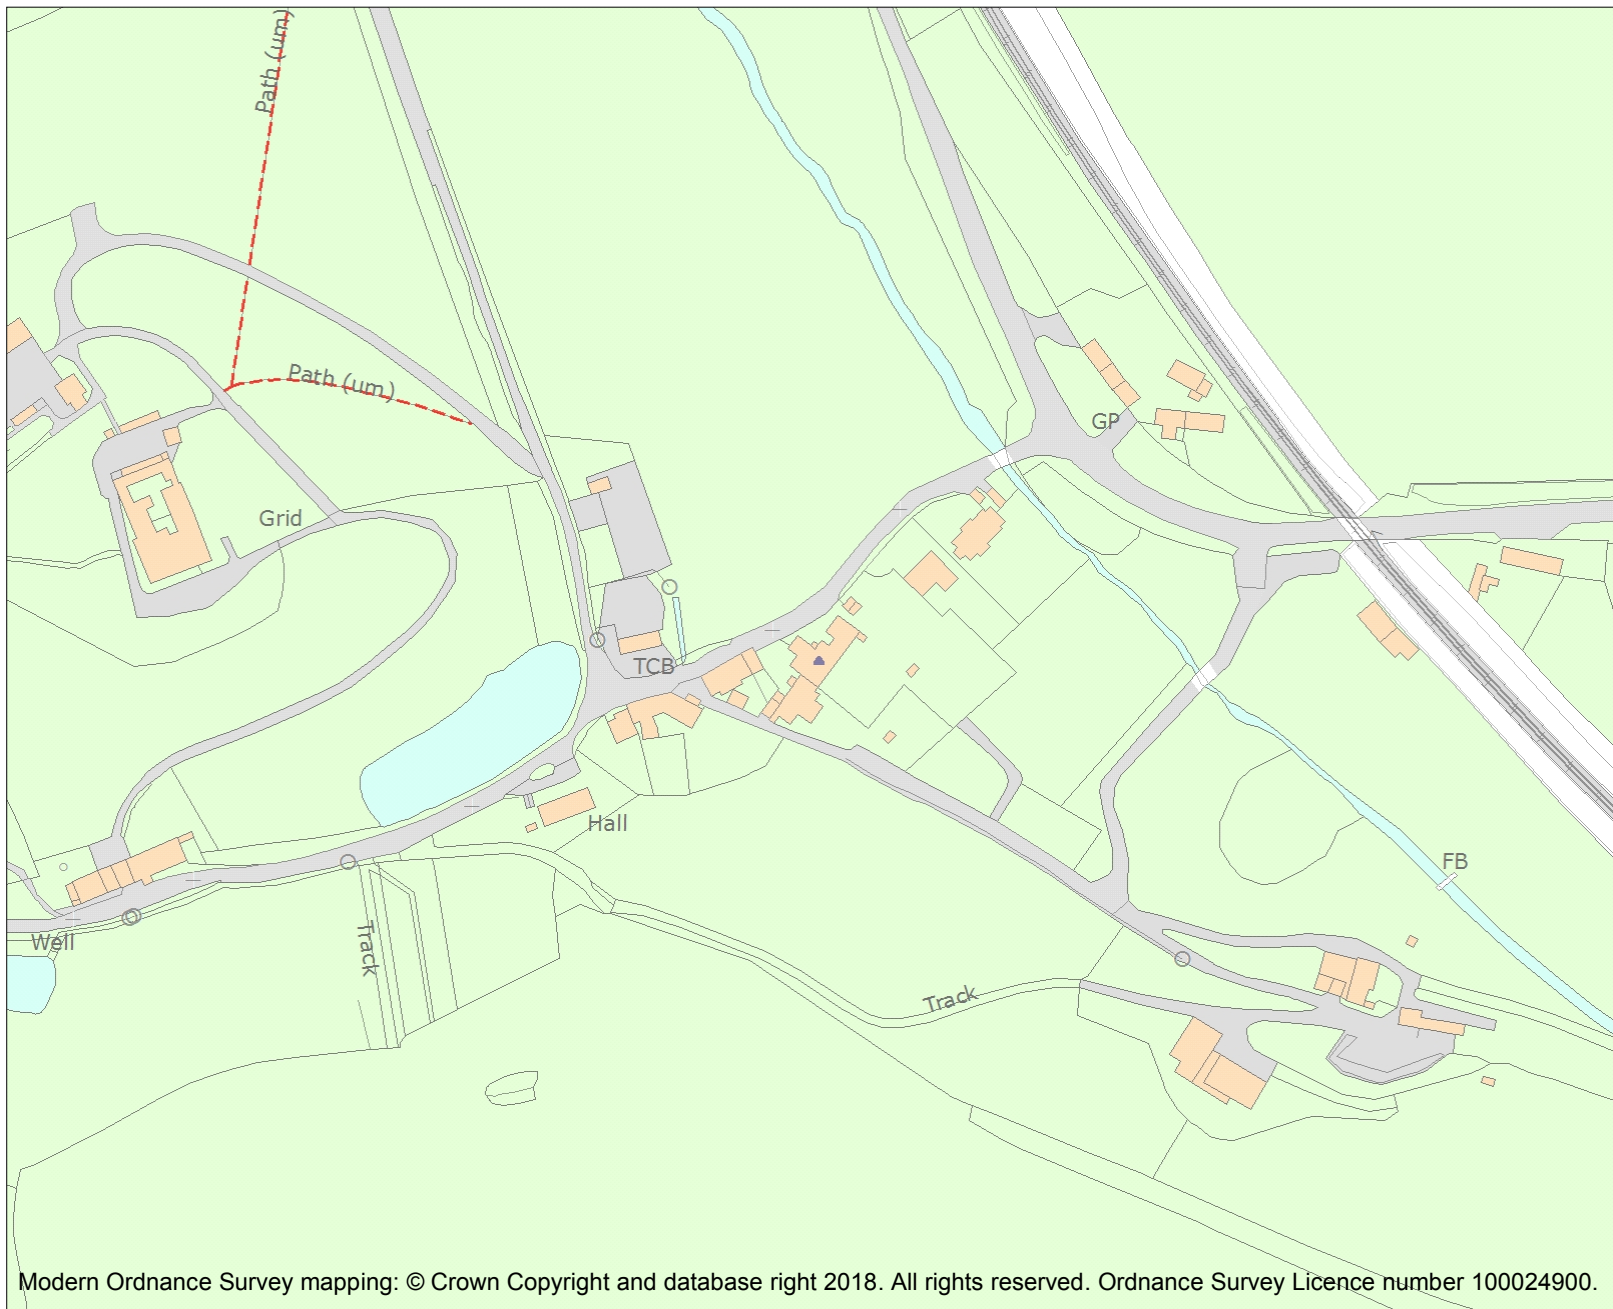 Path (um)
Path (um)
GP
Grid
TCB
Hall
FB
Well
Track
Track
Modern Ordnance Survey mapping: © Crown Copyright and database right 2018. All rights reserved. Ordnance Survey Licence number 100024900.